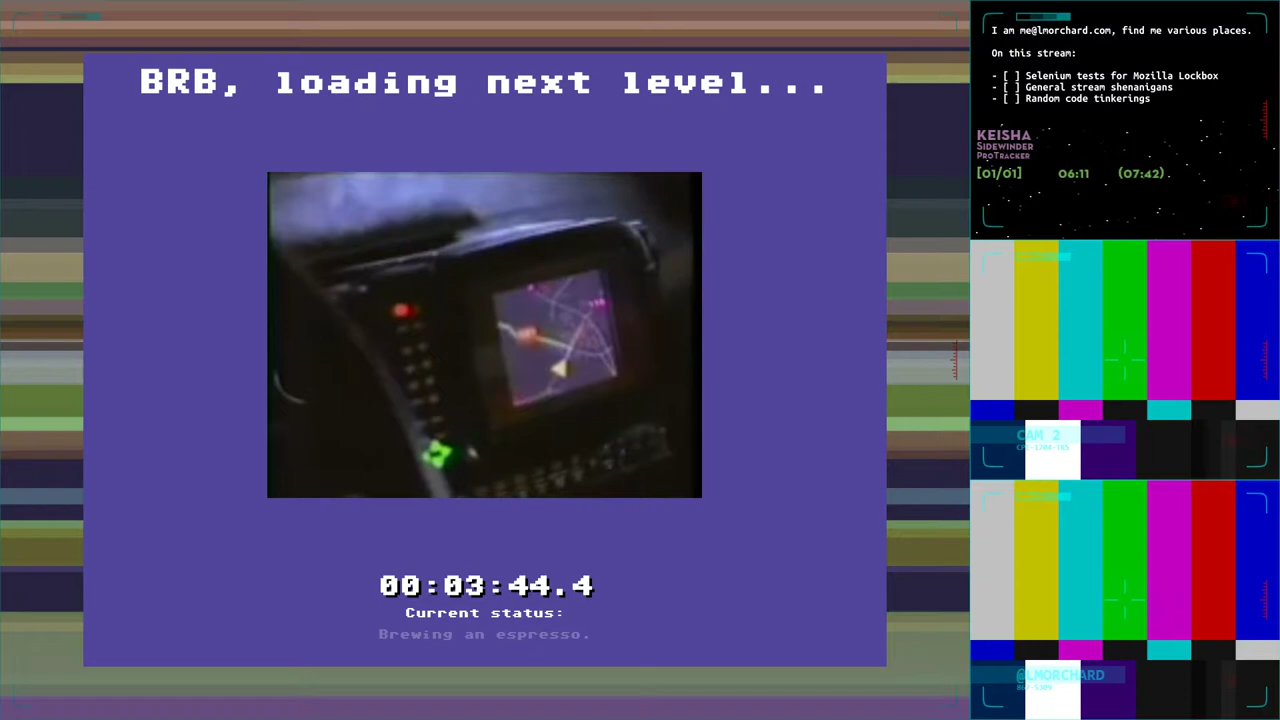 BRB, loading next level...
00:03:44.4
Current status:
Brewing an espresso.
I am me@lmorchard.com, find me various places.
On this stream:
- [ ] Selenium tests for Mozilla Lockbox
- [ ] General stream shenanigans
- [ ] Random code tinkerings
KEISHA
SIDEWINDER
PROTRACKER
[01/01] 06:11 (07:42)
CAM 2
@LMORCHARD
867-5309